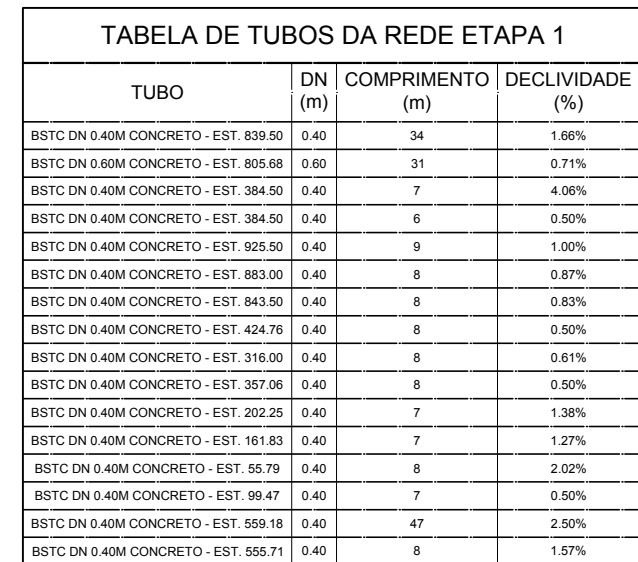 TABELA DE TUBOS DA REDE ETAPA 1
TUBO DN (m) COMPRIMENTO (m) DECLIVIDADE (%)
BSTC DN 0.40M CONCRETO - EST. 839.50 0.40 34 1.66%
BSTC DN 0.60M CONCRETO - EST. 805.68 0.60 31 0.71%
BSTC DN 0.40M CONCRETO - EST. 384.50 0.40 7 4.06%
BSTC DN 0.40M CONCRETO - EST. 384.50 0.40 6 0.50%
BSTC DN 0.40M CONCRETO - EST. 925.50 0.40 9 1.00%
BSTC DN 0.40M CONCRETO - EST. 883.00 0.40 8 0.87%
BSTC DN 0.40M CONCRETO - EST. 843.50 0.40 8 0.83%
BSTC DN 0.40M CONCRETO - EST. 424.76 0.40 8 0.50%
BSTC DN 0.40M CONCRETO - EST. 316.00 0.40 8 0.61%
BSTC DN 0.40M CONCRETO - EST. 357.06 0.40 8 0.50%
BSTC DN 0.40M CONCRETO - EST. 202.25 0.40 7 1.38%
BSTC DN 0.40M CONCRETO - EST. 161.83 0.40 7 1.27%
BSTC DN 0.40M CONCRETO - EST. 55.79 0.40 8 2.02%
BSTC DN 0.40M CONCRETO - EST. 99.47 0.40 7 0.50%
BSTC DN 0.40M CONCRETO - EST. 559.18 0.40 47 2.50%
BSTC DN 0.40M CONCRETO - EST. 555.71 0.40 8 1.57%